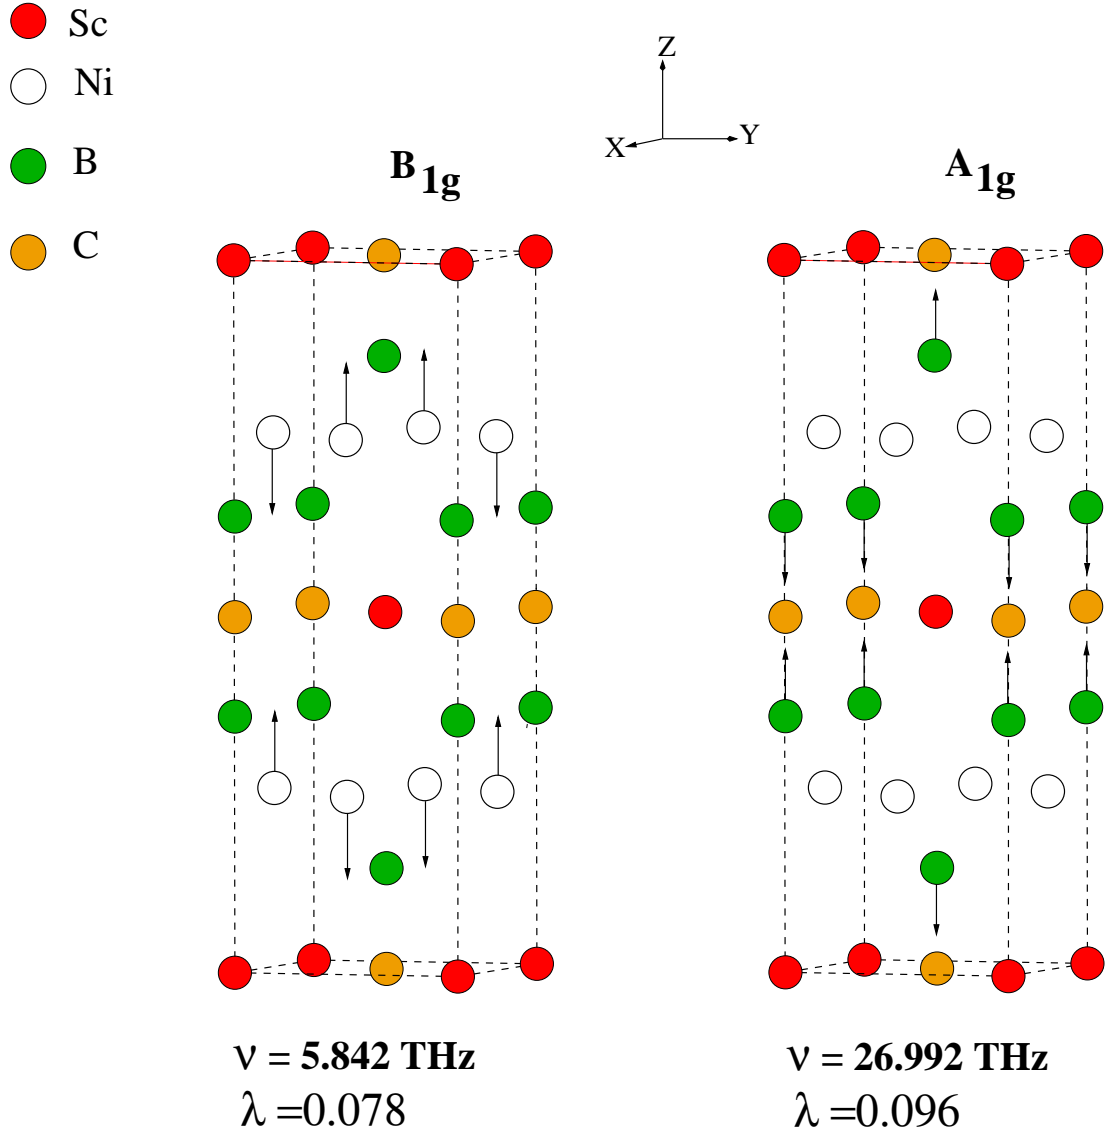 Sc
Ni
B
C
Z
X Y
B1g
A1g
ν = 5.842 THz
λ =0.078
ν = 26.992 THz
λ =0.096